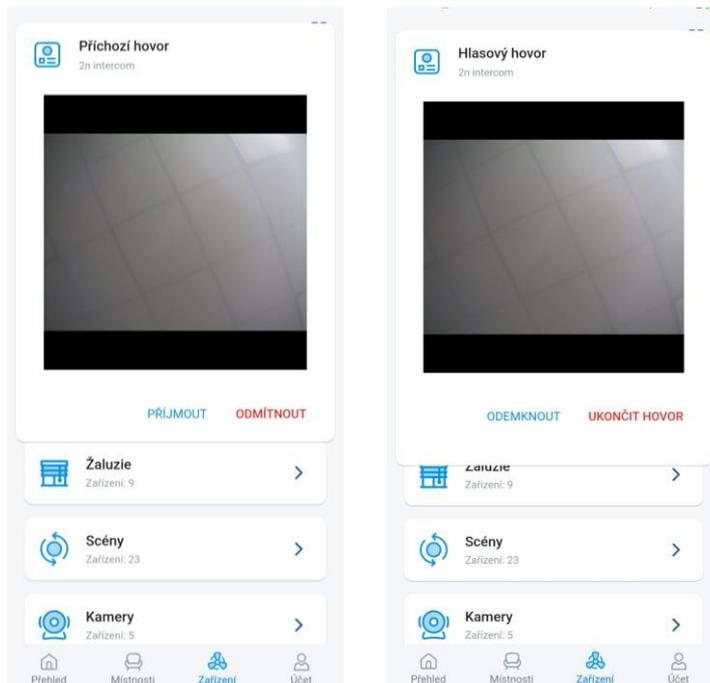 Příchozí hovor
2n intercom
PŘÍJMOUT ODMÍTNOUT
Žaluzie
Zařízení: 9
Scény
Zařízení: 23
Kamery
Zařízení: 5
Přehled Místnosti Zařízení Účet
Hlasový hovor
2n intercom
ODEMKNOUT UKONČIT HOVOR
Žaluzie
Zařízení: 9
Scény
Zařízení: 23
Kamery
Zařízení: 5
Přehled Místnosti Zařízení Účet